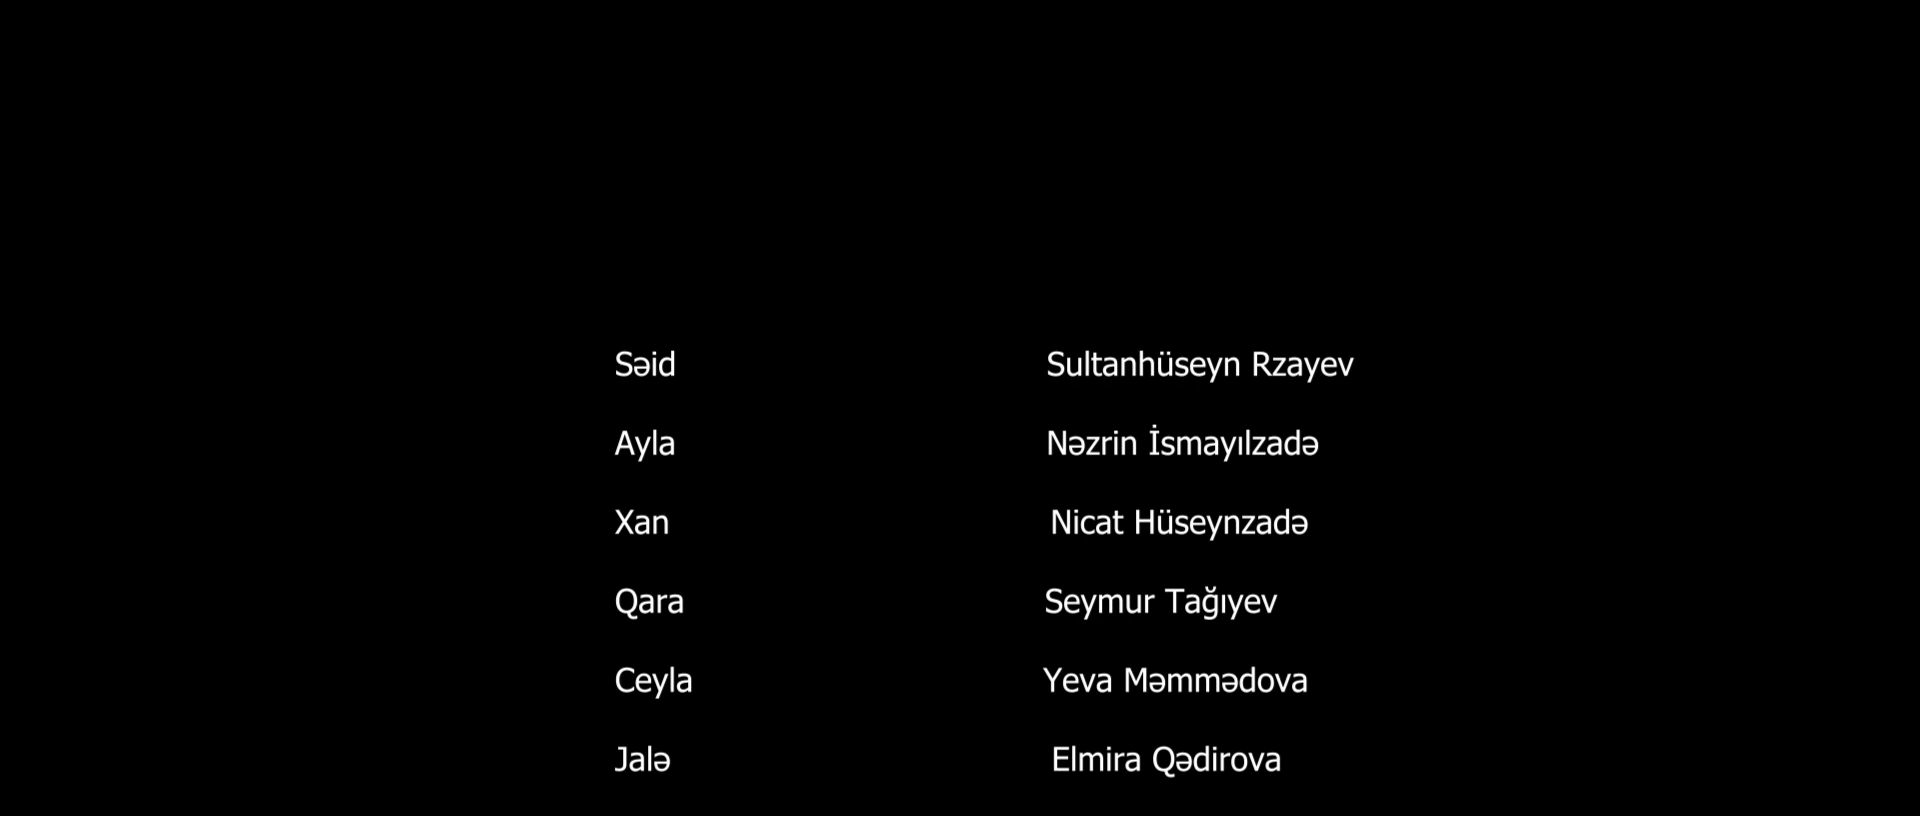 Səid Sultanhüseyn Rzayev
Ayla Nəzrin İsmayılzadə
Xan Nicat Hüseynzadə
Qara Seymur Tağıyev
Ceyla Yeva Məmmədova
Jalə Elmira Qədirova